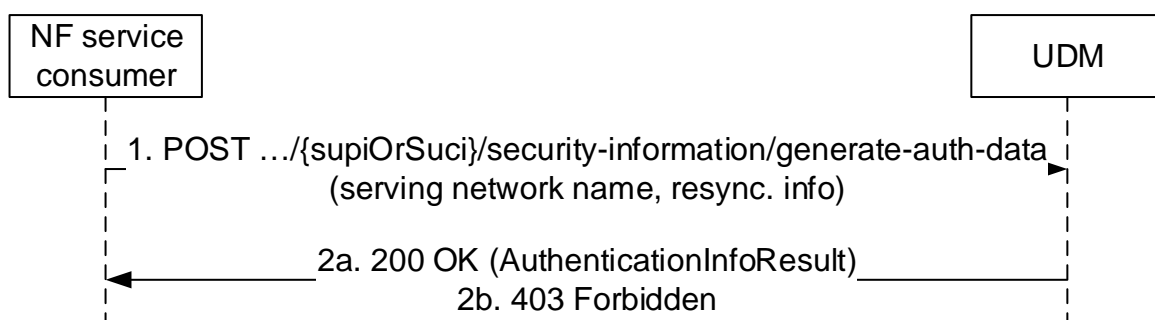 NF service
consumer
UDM
1. POST …/{supiOrSuci}/security-information/generate-auth-data
(serving network name, resync. info)
2a. 200 OK (AuthenticationInfoResult)
2b. 403 Forbidden